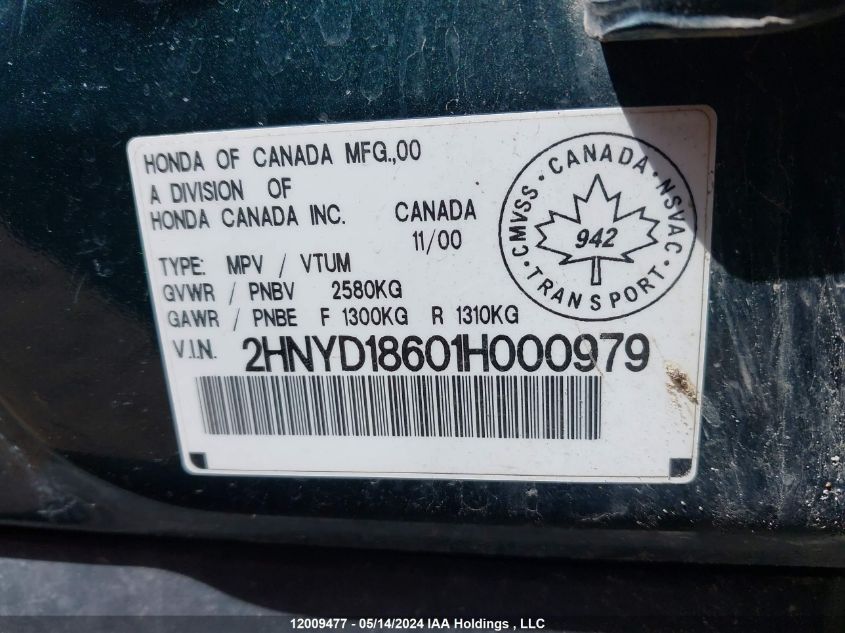 HONDA OF CANADA MFG.,00
A DIVISION OF
HONDA CANADA INC. CANADA
11/00
TYPE: MPV / VTUM
GVWR / PNBV 2580KG
GAWR / PNBE F 1300KG R 1310KG
V.I.N. 2HNYD18601H000979
CMVSS · CANADA · NSVAC
942
· TRANSPORT ·
12009477 - 05/14/2024 IAA Holdings , LLC